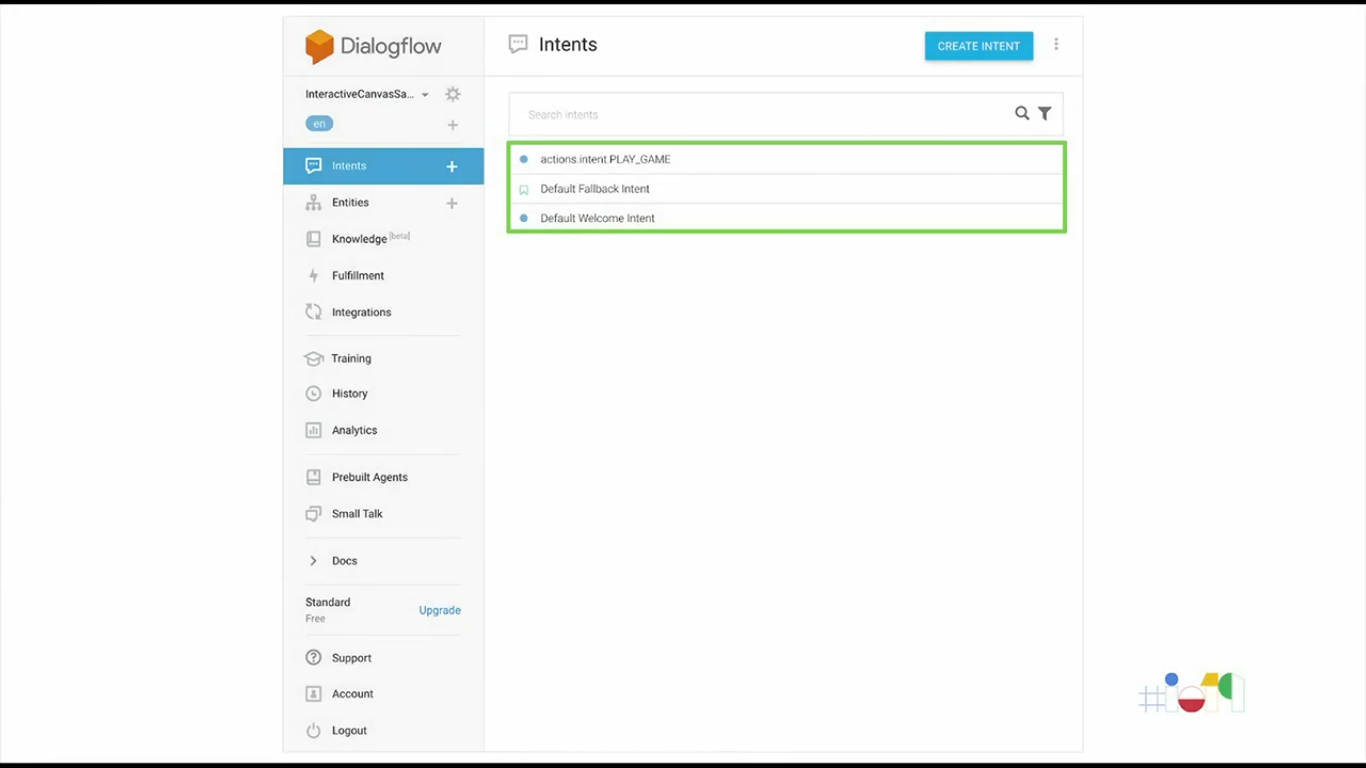 Dialogflow
InteractiveCanvasSa...
en
Intents
Entities
Knowledge [beta]
Fulfillment
Integrations
Training
History
Analytics
Prebuilt Agents
Small Talk
Docs
Standard
Free
Upgrade
Support
Account
Logout
Intents
CREATE INTENT
Search intents
actions.intent.PLAY_GAME
Default Fallback Intent
Default Welcome Intent
#io19